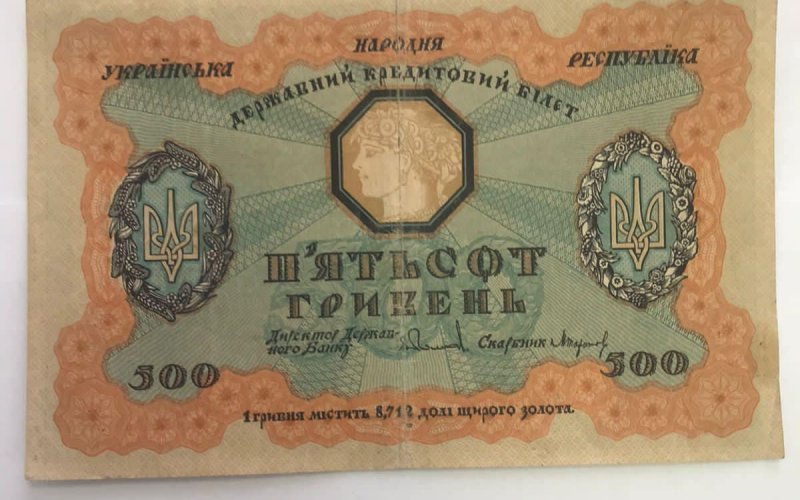 УКРАЇНСЬКА НАРОДНЯ РЕСПУБЛІКА
ДЕРЖАВНИЙ КРЕДИТОВИЙ БІЛЄТ
П'ЯТЬСОТ
ГРИВЕНЬ
Директор Держав-
ного Банку
Скарбник
500 500
1 гривня містить 8,712 долі щирого золота.